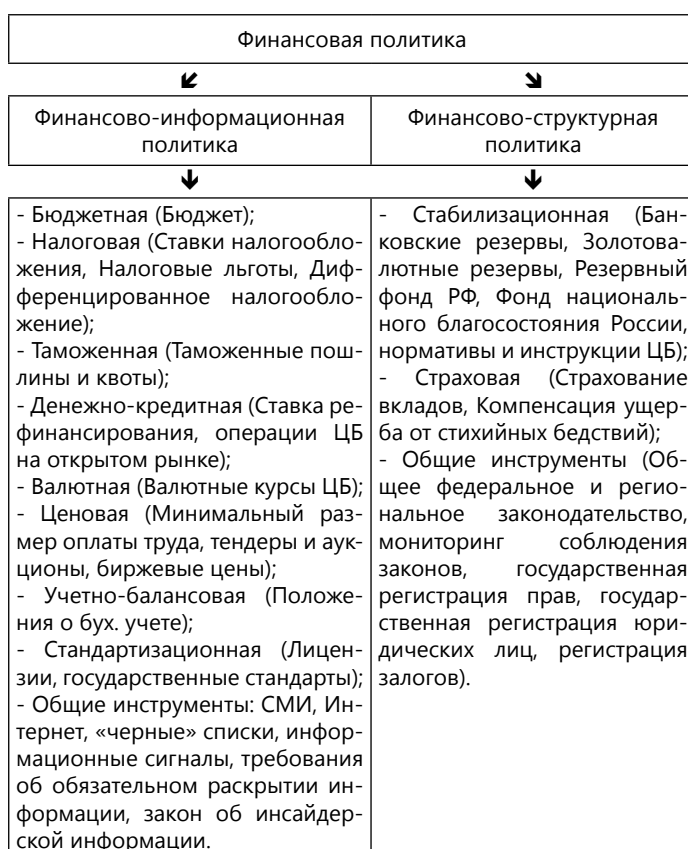 Финансовая политика
Финансово-информационная
политика
Финансово-структурная
политика
- Бюджетная (Бюджет);
- Налоговая (Ставки налогообло-
жения, Налоговые льготы, Диф-
ференцированное налогообло-
жение);
- Таможенная (Таможенные пош-
лины и квоты);
- Денежно-кредитная (Ставка ре-
финансирования, операции ЦБ
на открытом рынке);
- Валютная (Валютные курсы ЦБ);
- Ценовая (Минимальный раз-
мер оплаты труда, тендеры и аук-
ционы, биржевые цены);
- Учетно-балансовая (Положе-
ния о бух. учете);
- Стандартизационная (Лицен-
зии, государственные стандарты);
- Общие инструменты: СМИ, Ин-
тернет, «черные» списки, инфор-
мационные сигналы, требования
об обязательном раскрытии ин-
формации, закон об инсайдер-
ской информации.
- Стабилизационная (Бан-
ковские резервы, Золотова-
лютные резервы, Резервный
фонд РФ, Фонд националь-
ного благосостояния России,
нормативы и инструкции ЦБ);
- Страховая (Страхование
вкладов, Компенсация ущер-
ба от стихийных бедствий);
- Общие инструменты (Об-
щее федеральное и регио-
нальное законодательство,
мониторинг соблюдения
законов, государственная
регистрация прав, государ-
ственная регистрация юри-
дических лиц, регистрация
залогов).